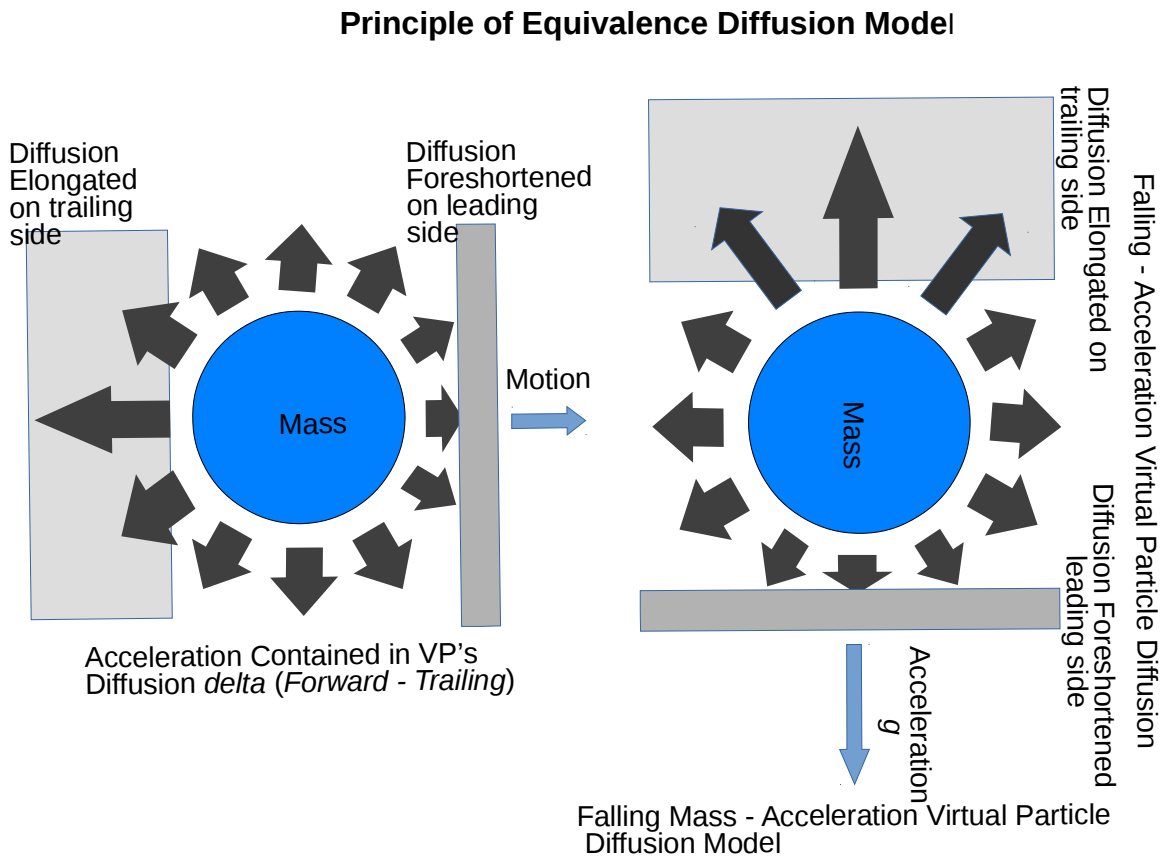 Principle of Equivalence Diffusion Model
Diffusion
Elongated
on trailing
side
Diffusion
Foreshortened
on leading
side
Mass
Motion
Acceleration Contained in VP's
Diffusion delta (Forward - Trailing)
Diffusion Elongated on
trailing side
Falling - Acceleration Virtual Particle Diffusion
Mass
Diffusion Foreshortened
leading side
Acceleration
g
Falling Mass - Acceleration Virtual Particle
Diffusion Model